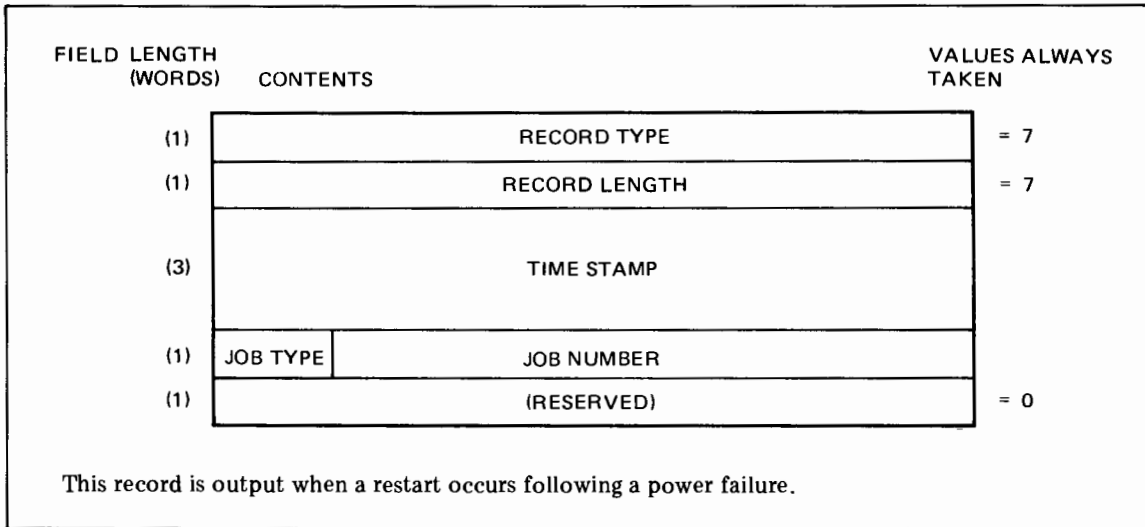 FIELD LENGTH
(WORDS) CONTENTS
VALUES ALWAYS
TAKEN
(1) RECORD TYPE = 7
(1) RECORD LENGTH = 7
(3) TIME STAMP
(1) JOB TYPE JOB NUMBER
(1) (RESERVED) = 0
This record is output when a restart occurs following a power failure.